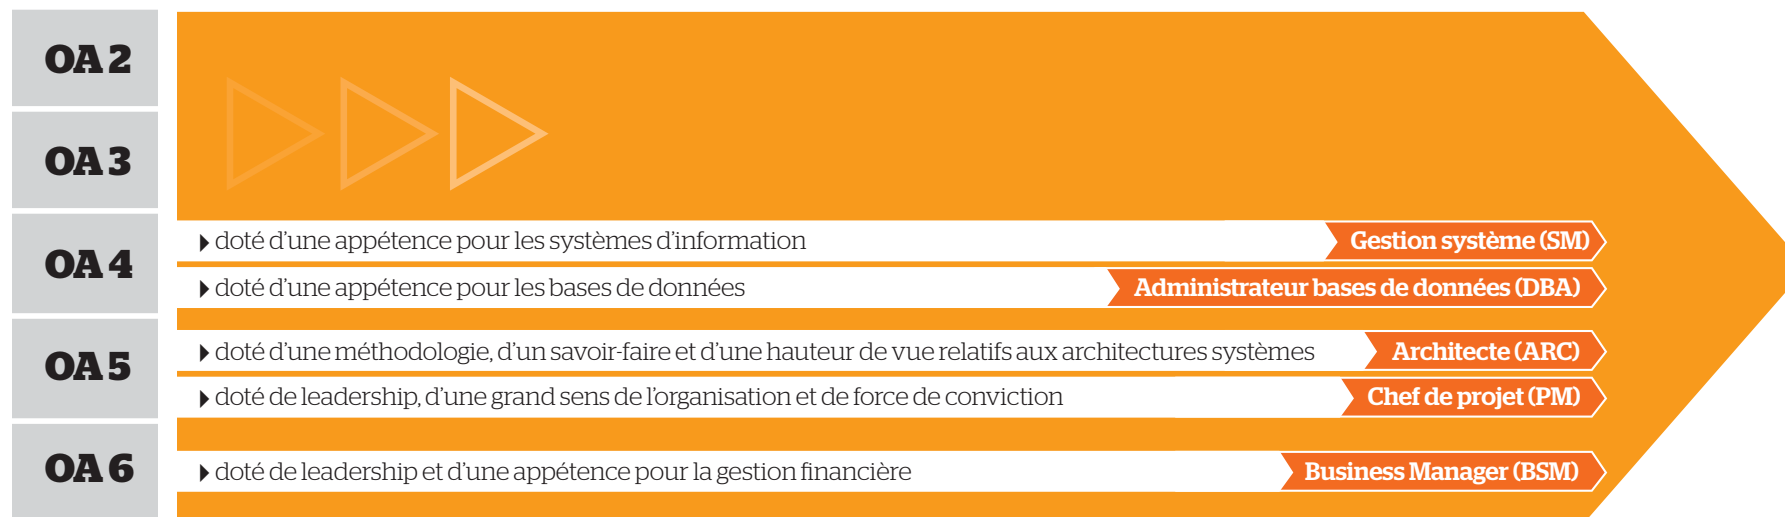 OA 2
OA 3
OA 4
doté d'une appétence pour les systèmes d'information Gestion système (SM)
doté d'une appétence pour les bases de données Administrateur bases de données (DBA)
OA 5
doté d'une méthodologie, d'un savoir-faire et d'une hauteur de vue relatifs aux architectures systèmes Architecte (ARC)
doté de leadership, d'une grand sens de l'organisation et de force de conviction Chef de projet (PM)
OA 6
doté de leadership et d'une appétence pour la gestion financière Business Manager (BSM)